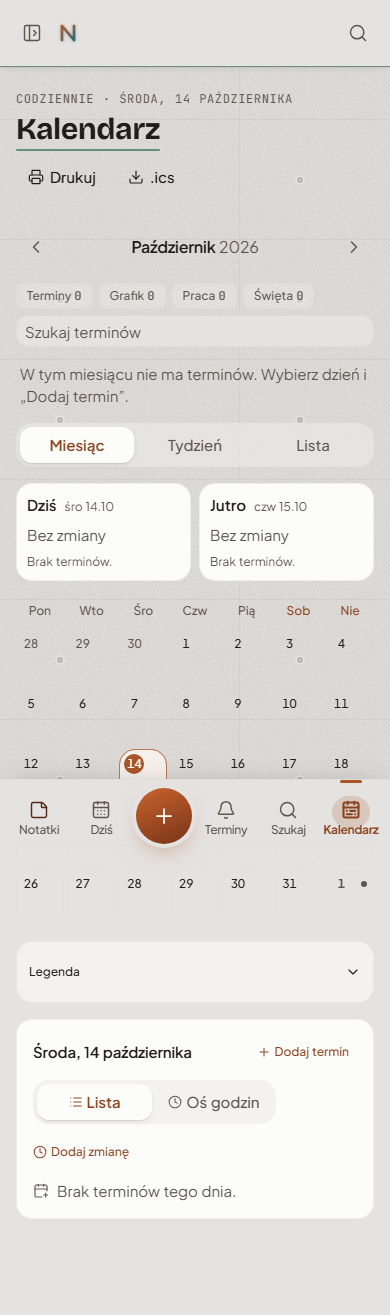 N
CODZIENNIE · ŚRODA, 14 PAŹDZIERNIKA
Kalendarz
Drukuj .ics
Październik 2026
Terminy 0 Grafik 0 Praca 0 Święta 0
Szukaj terminów
W tym miesiącu nie ma terminów. Wybierz dzień i
„Dodaj termin”.
Miesiąc Tydzień Lista
Dziś śro 14.10 Jutro czw 15.10
Bez zmiany Bez zmiany
Brak terminów. Brak terminów.
Pon Wto Śro Czw Pią Sob Nie
28 29 30 1 2 3 4
5 6 7 8 9 10 11
12 13 14 15 16 17 18
Notatki Dziś Terminy Szukaj Kalendarz
26 27 28 29 30 31 1
Legenda
Środa, 14 października Dodaj termin
Lista Oś godzin
Dodaj zmianę
Brak terminów tego dnia.